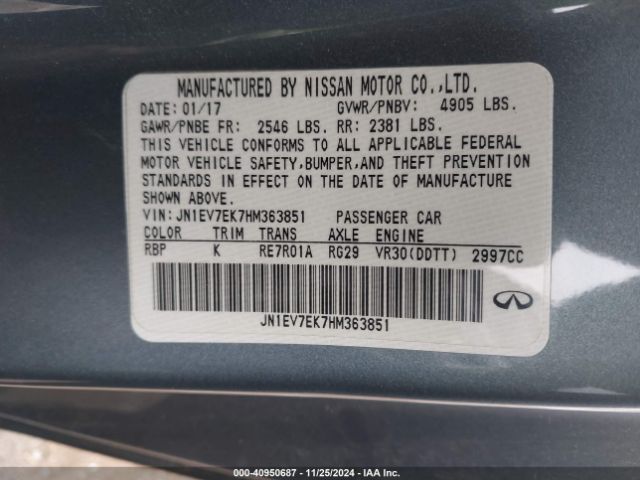 MANUFACTURED BY NISSAN MOTOR CO.,LTD.
DATE: 01/17 GVWR/PNBV: 4905 LBS.
GAWR/PNBE FR: 2546 LBS. RR: 2381 LBS.
THIS VEHICLE CONFORMS TO ALL APPLICABLE FEDERAL
MOTOR VEHICLE SAFETY,BUMPER,AND THEFT PREVENTION
STANDARDS IN EFFECT ON THE DATE OF MANUFACTURE
SHOWN ABOVE.
VIN: JN1EV7EK7HM363851 PASSENGER CAR
COLOR TRIM TRANS AXLE ENGINE
RBP K RE7R01A RG29 VR30(DDTT) 2997CC
JN1EV7EK7HM363851
000-40950687 - 11/25/2024 - IAA Inc.